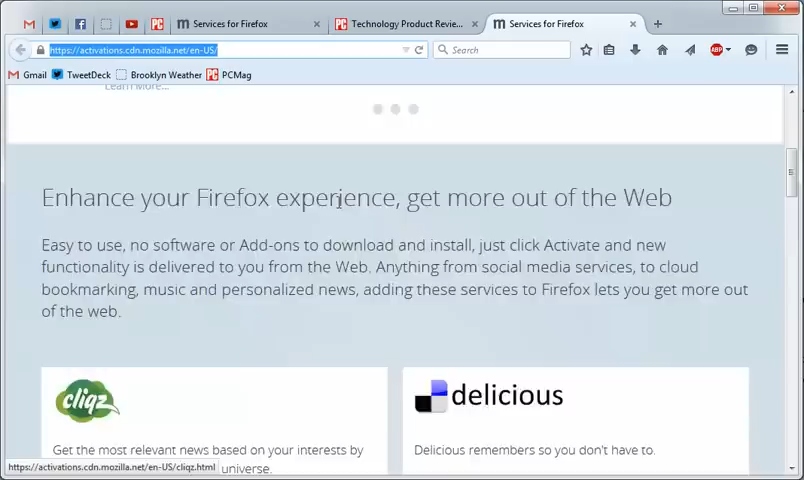 Services for Firefox
Technology Product Revie...
Services for Firefox
https://activations.cdn.mozilla.net/en-US/
Search
ABP
Gmail
TweetDeck
Brooklyn Weather
PCMag
Learn More...
Enhance your Firefox experience, get more out of the Web
Easy to use, no software or Add-ons to download and install, just click Activate and new
functionality is delivered to you from the Web. Anything from social media services, to cloud
bookmarking, music and personalized news, adding these services to Firefox lets you get more out
of the web.
cliqz
delicious
Get the most relevant news based on your interests by
Delicious remembers so you don't have to.
https://activations.cdn.mozilla.net/en-US/cliqz.html
universe.